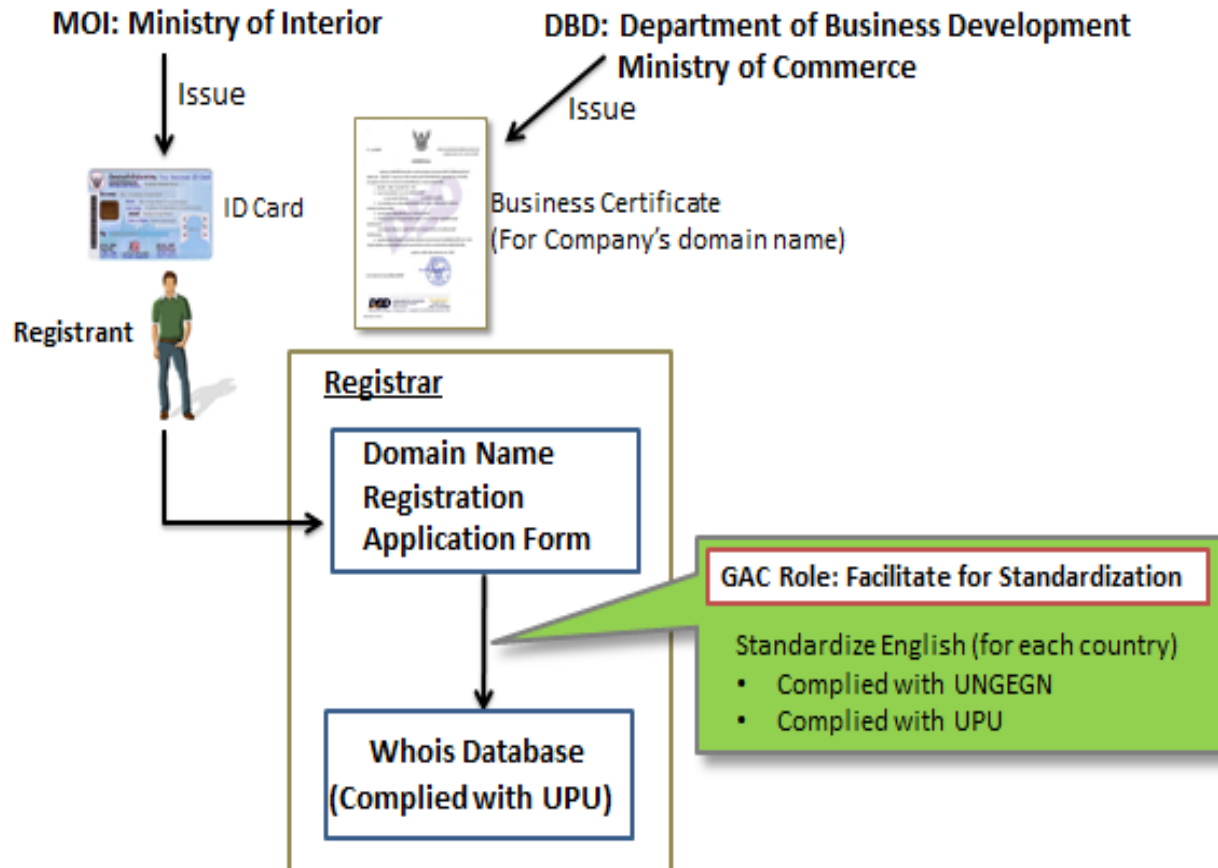 MOI: Ministry of Interior
DBD: Department of Business Development
Ministry of Commerce
Issue
Issue
ID Card
Business Certificate
(For Company's domain name)
Registrant
Registrar
Domain Name
Registration
Application Form
GAC Role: Facilitate for Standardization
Standardize English (for each country)
• Complied with UNGEGN
• Complied with UPU
Whois Database
(Complied with UPU)